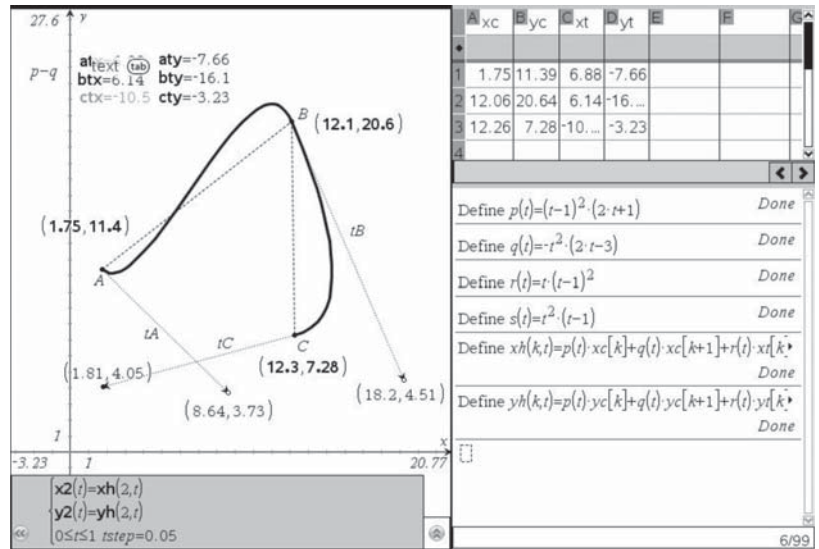 27.6 y
p-q
text tab aty=-7.66
btx=6.14 bty=-16.1
ctx=-10.5 cty=-3.23
B (12.1,20.6)
(1.75,11.4)
tB
A
tA
tC
C
(1.81,4.05)
(12.3,7.28)
(18.2,4.51)
(8.64,3.73)
1
x
-3.23 1 20.77
x2(t)=xh(2,t)
y2(t)=yh(2,t)
0≤t≤1 tstep=0.05
A xc B yc C xt D yt E F G
1 1.75 11.39 6.88 -7.66
2 12.06 20.64 6.14 -16....
3 12.26 7.28 -10.... -3.23
4
Define p(t)=(t-1)²·(2·t+1) Done
Define q(t)=-t²·(2·t-3) Done
Define r(t)=t·(t-1)² Done
Define s(t)=t²·(t-1) Done
Define xh(k,t)=p(t)·xc[k]+q(t)·xc[k+1]+r(t)·xt[k]
Done
Define yh(k,t)=p(t)·yc[k]+q(t)·yc[k+1]+r(t)·yt[k]
Done
6/99